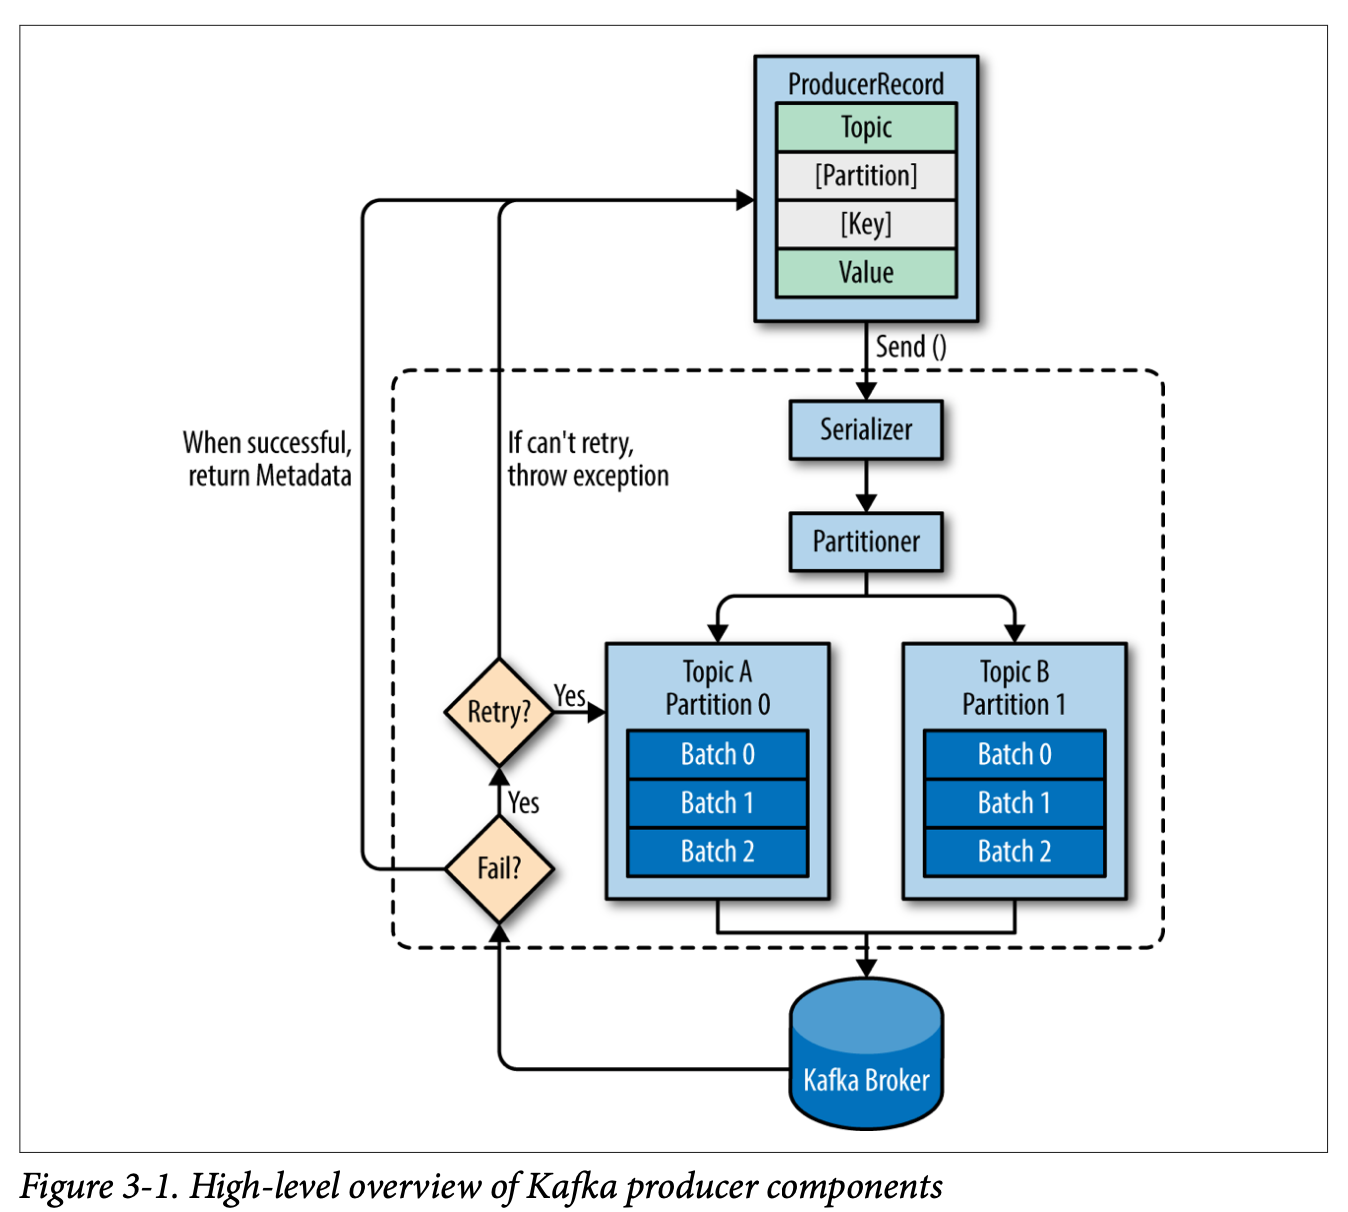 ProducerRecord
Topic
[Partition]
[Key]
Value
Send ()
When successful,
return Metadata
If can't retry,
throw exception
Serializer
Partitioner
Topic A
Partition 0
Batch 0
Batch 1
Batch 2
Topic B
Partition 1
Batch 0
Batch 1
Batch 2
Retry?
Yes
Yes
Fail?
Kafka Broker
Figure 3-1. High-level overview of Kafka producer components